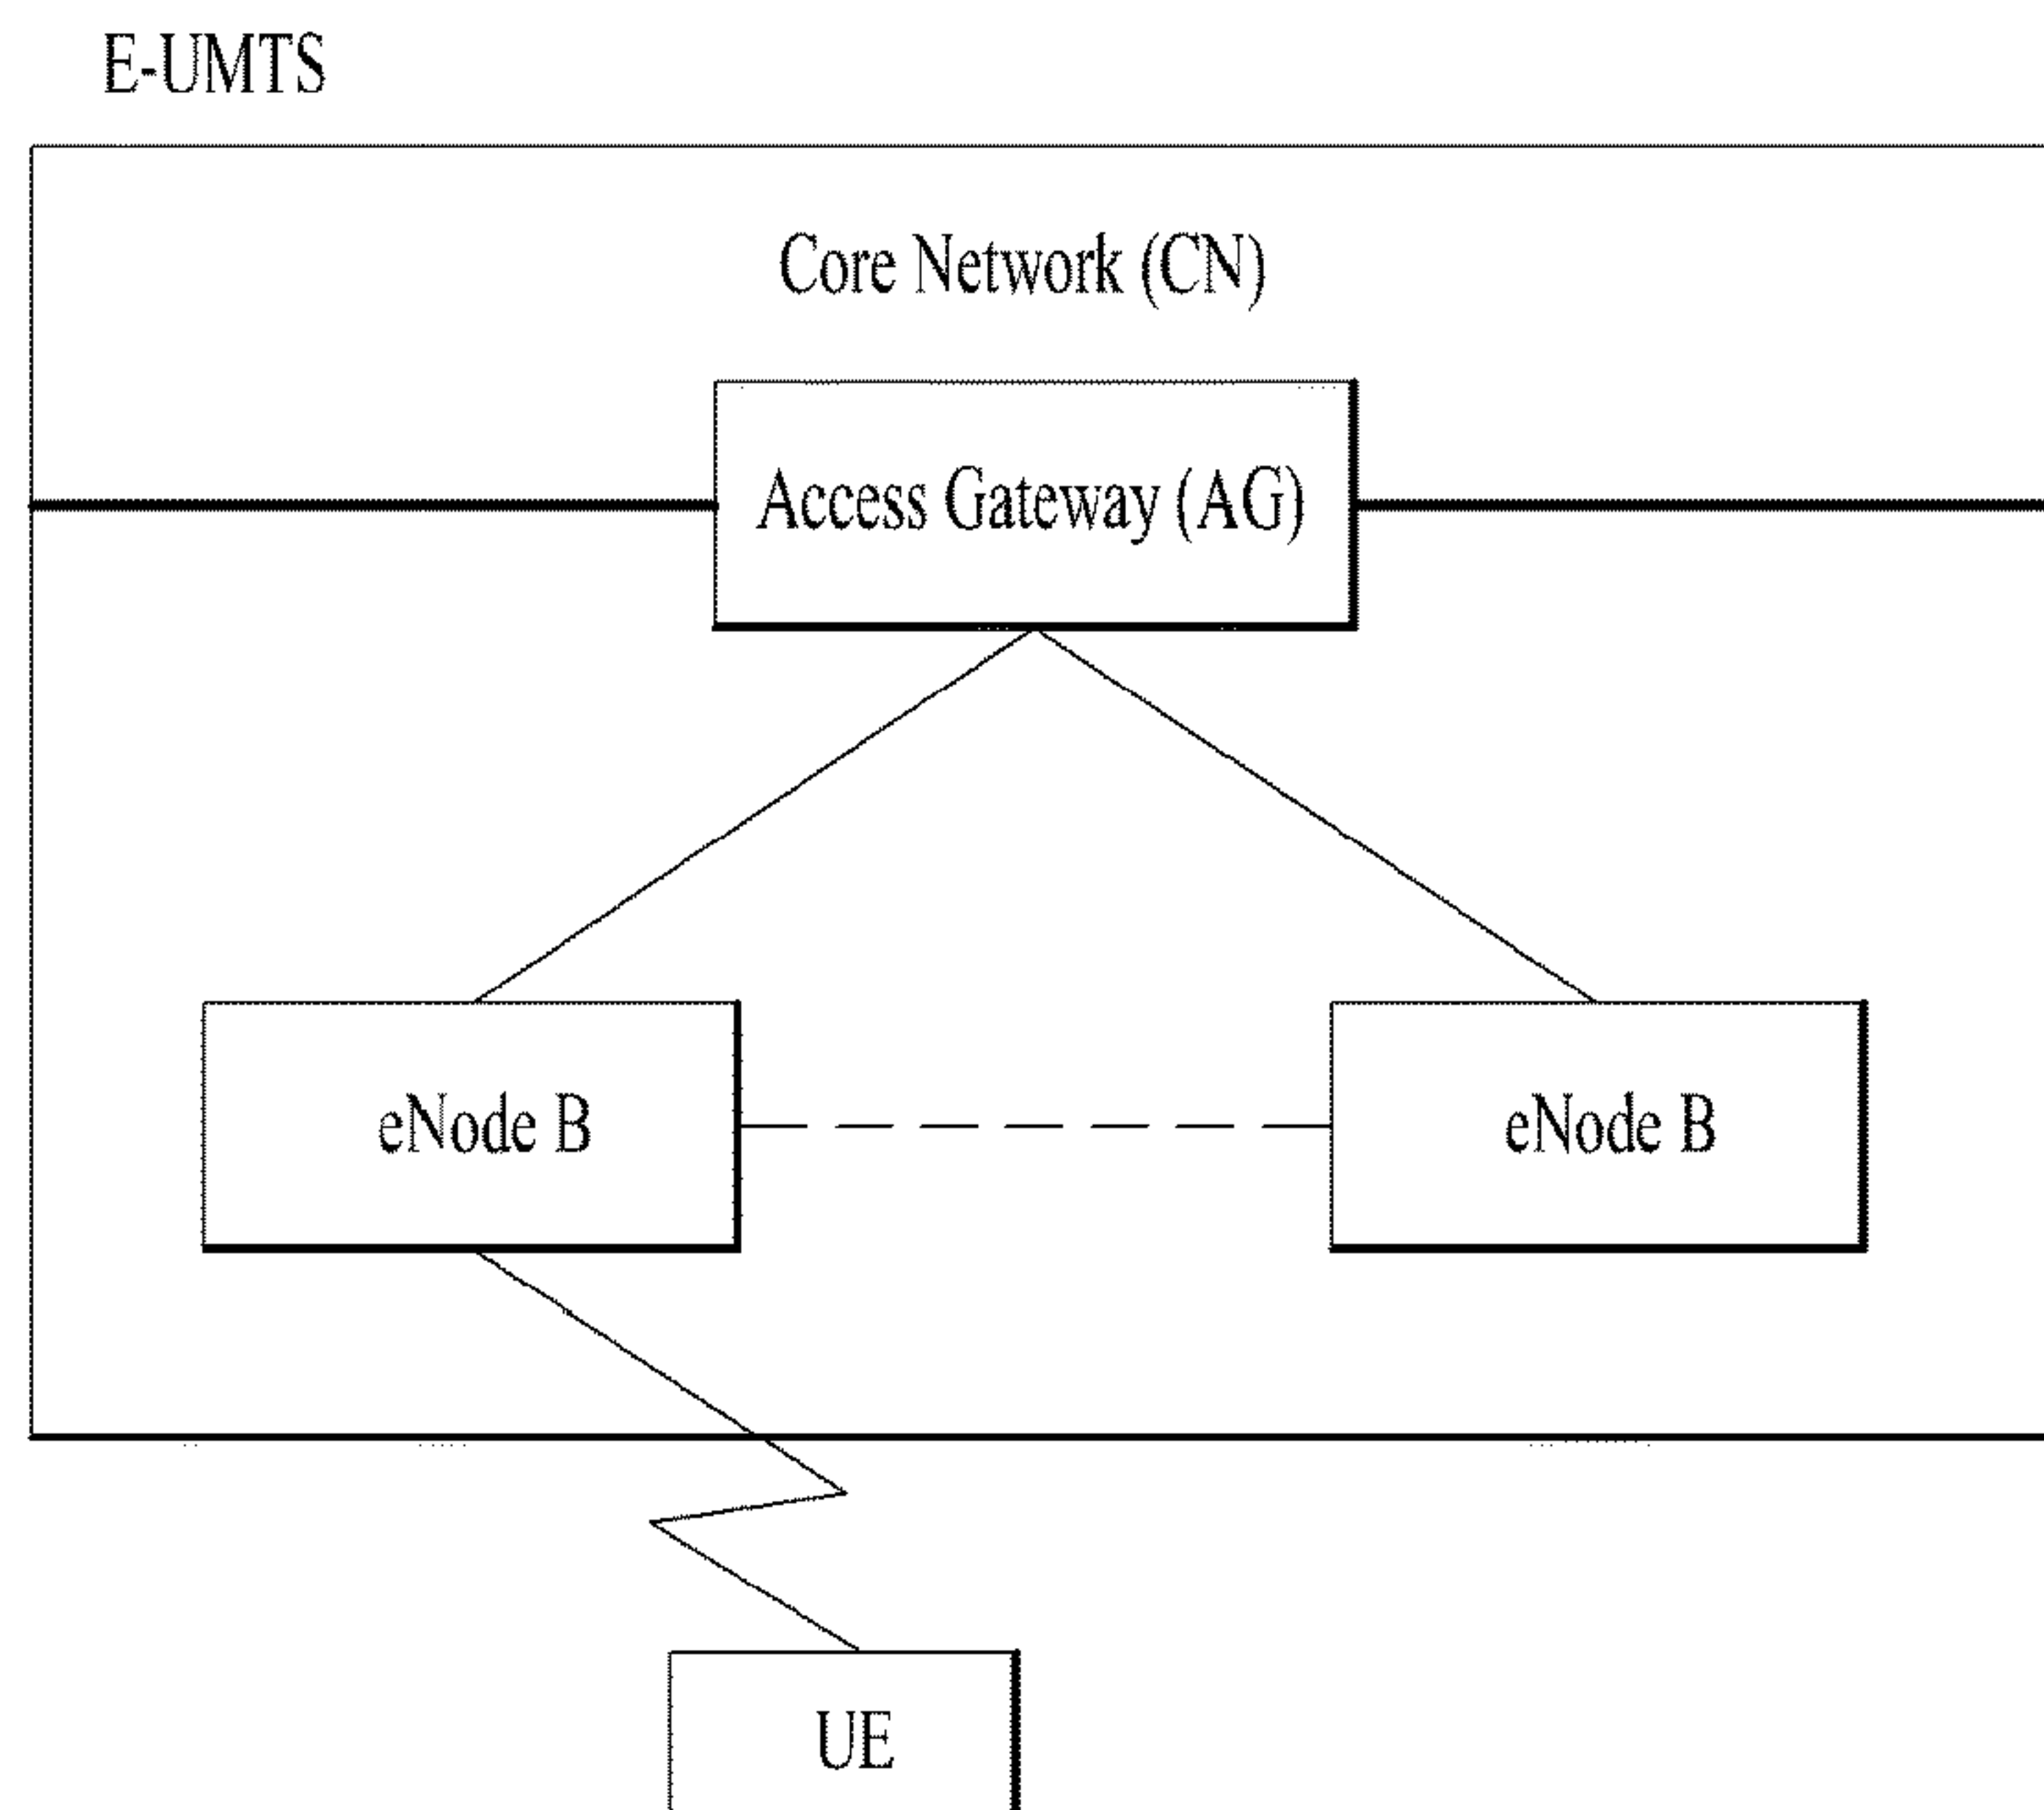 E-UMTS
Core Network (CN)
Access Gateway (AG)
eNode B
eNode B
UE